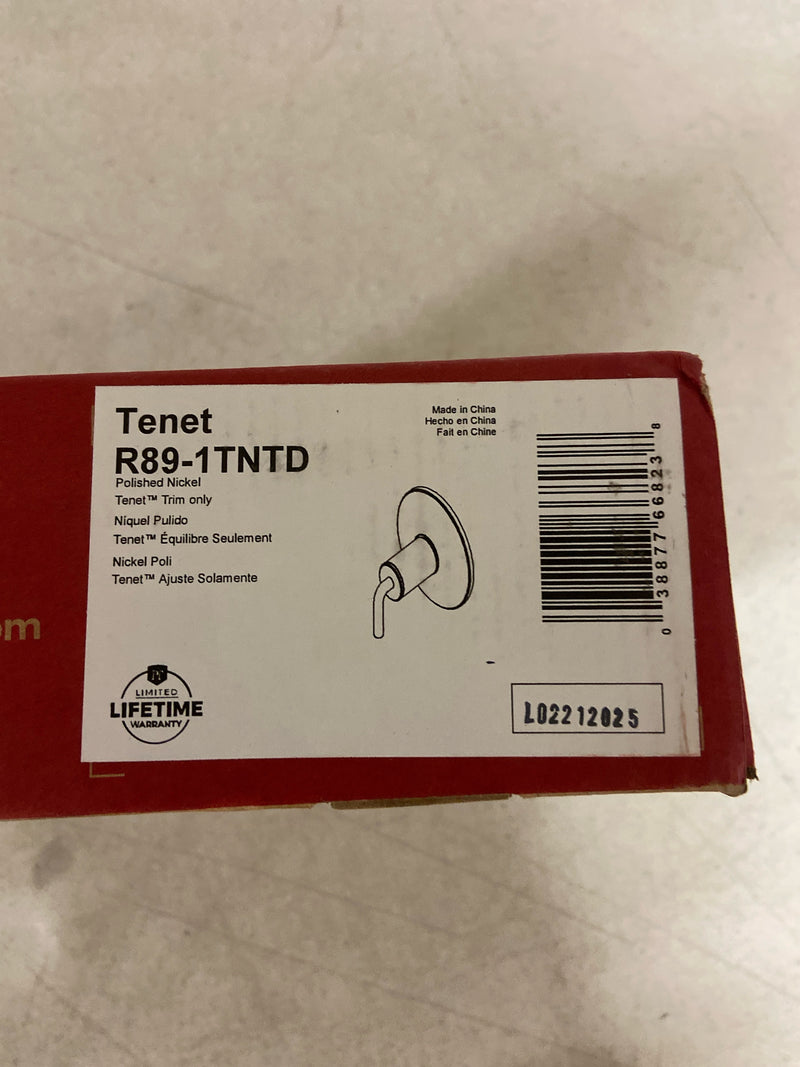 Tenet
R89-1TNTD
Polished Nickel
Tenet™ Trim only
Níquel Pulido
Tenet™ Équilibre Seulement
Nickel Poli
Tenet™ Ajuste Solamente
Made in China
Hecho en China
Fait en Chine
0 38877 66823 8
LIMITED
LIFETIME
WARRANTY
L02212025
om